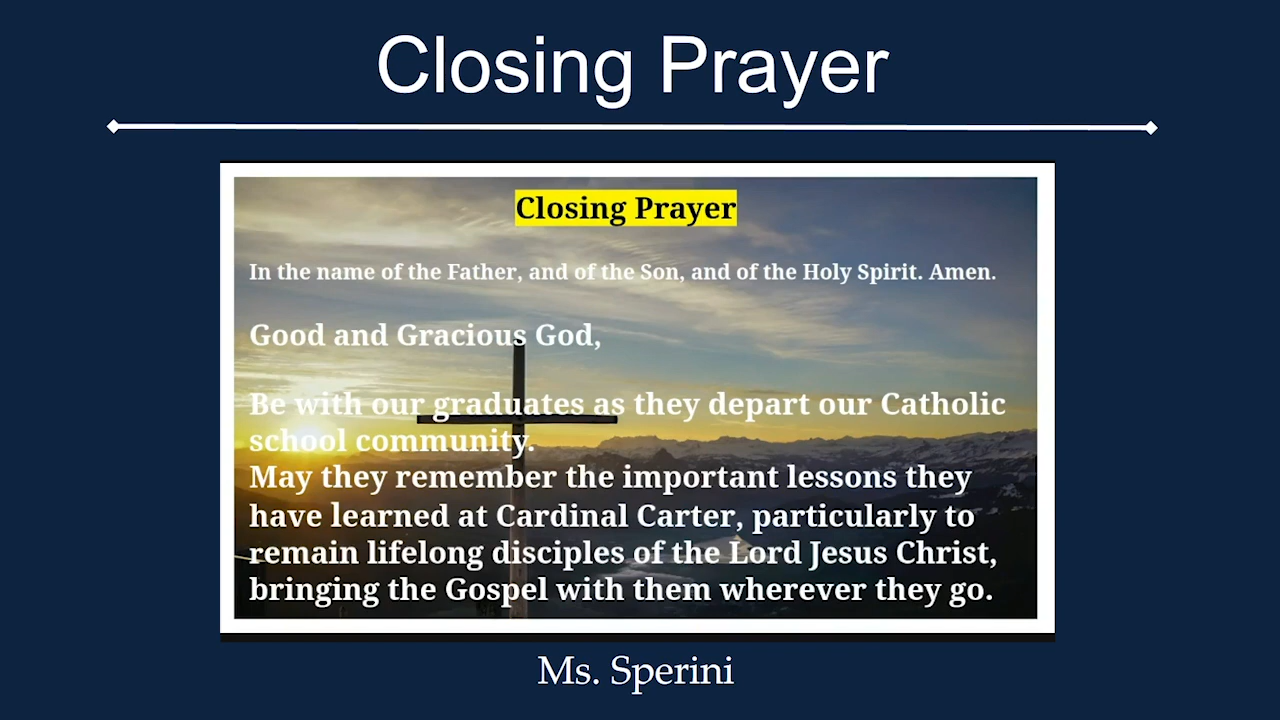 Closing Prayer
Closing Prayer
In the name of the Father, and of the Son, and of the Holy Spirit. Amen.
Good and Gracious God,
Be with our graduates as they depart our Catholic
school community.
May they remember the important lessons they
have learned at Cardinal Carter, particularly to
remain lifelong disciples of the Lord Jesus Christ,
bringing the Gospel with them wherever they go.
Ms. Sperini